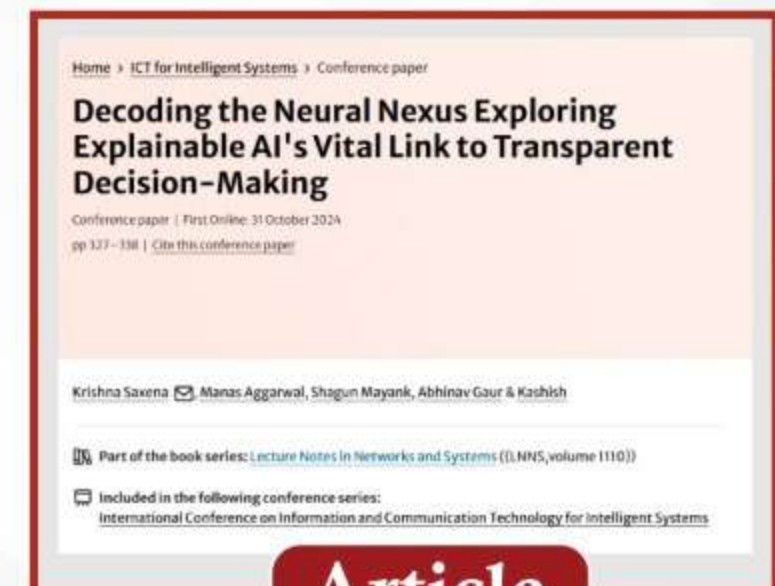 Home > ICT for Intelligent Systems > Conference paper
Decoding the Neural Nexus Exploring
Explainable AI's Vital Link to Transparent
Decision-Making
Conference paper | First Online: 31 October 2024
pp 327–338 | Cite this conference paper
Krishna Saxena, Manas Aggarwal, Shagun Mayank, Abhinav Gaur & Kashish
Part of the book series: Lecture Notes in Networks and Systems ((LNNS,volume 1110))
Included in the following conference series:
International Conference on Information and Communication Technology for Intelligent Systems
Article